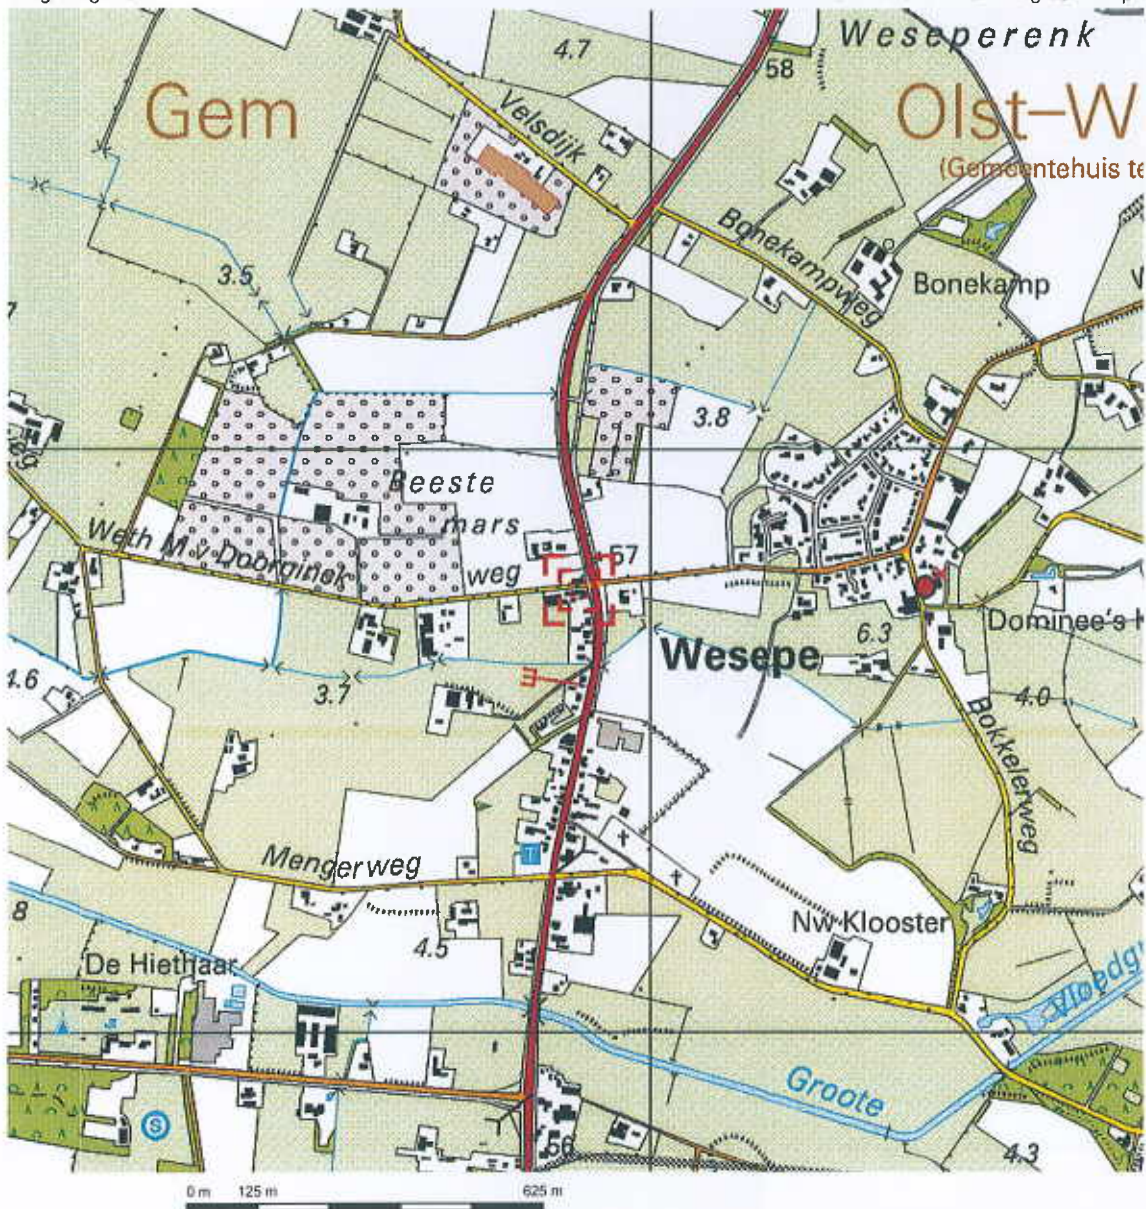 Weseperenk
4.7
58
Gem
Olst–W
Velsdijk
(Gemeentehuis te
Bonekampweg
3.5
Bonekamp
3.8
Beeste
mars
Weth M v Doorninck
weg
57
6.3
Dominee's H
Wesepe
4.6
3.7
m
4.0
Bokkelerweg
Mengerweg
T
8
4.5
Nw Klooster
De Hiethaar
Vloedgr
Groote
S
56
4.3
0 m 125 m 625 m